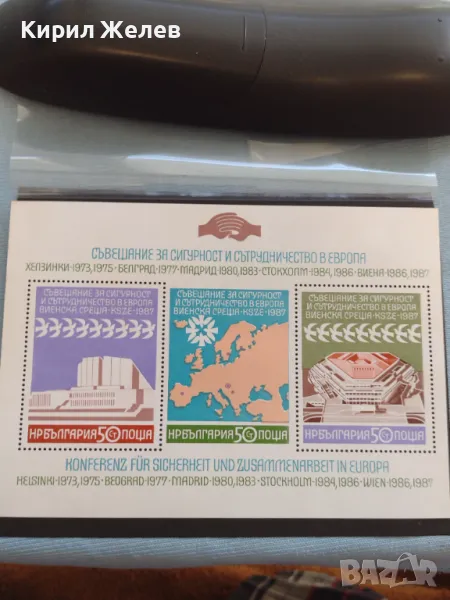 Кирил Желев
СЪВЕЩАНИЕ ЗА СИГУРНОСТ И СЪТРУДНИЧЕСТВО В ЕВРОПА
ХЕЛЗИНКИ·1973,1975·БЕЛГРАД·1977·МАДРИД·1980,1983·СТОКХОЛМ·1984,1986·ВИЕНА·1986,1987
СЪВЕЩАНИЕ ЗА СИГУРНОСТ
И СЪТРУДНИЧЕСТВО В ЕВРОПА
ВИЕНСКА СРЕЩА·KSZE·1987
НРБЪЛГАРИЯ 50 ПОЩА
СЪВЕЩАНИЕ ЗА СИГУРНОСТ
И СЪТРУДНИЧЕСТВО В ЕВРОПА
ВИЕНСКА СРЕЩА·KSZE·1987
НРБЪЛГАРИЯ 50 ПОЩА
СЪВЕЩАНИЕ ЗА СИГУРНОСТ
И СЪТРУДНИЧЕСТВО В ЕВРОПА
ВИЕНСКА СРЕЩА·KSZE·1987
НРБЪЛГАРИЯ 50 ПОЩА
KONFERENZ FÜR SICHERHEIT UND ZUSAMMENARBEIT IN EUROPA
HELSINKI·1973,1975·BEOGRAD·1977·MADRID·1980,1983·STOCKHOLM·1984,1986·WIEN·1986,1987
bazar